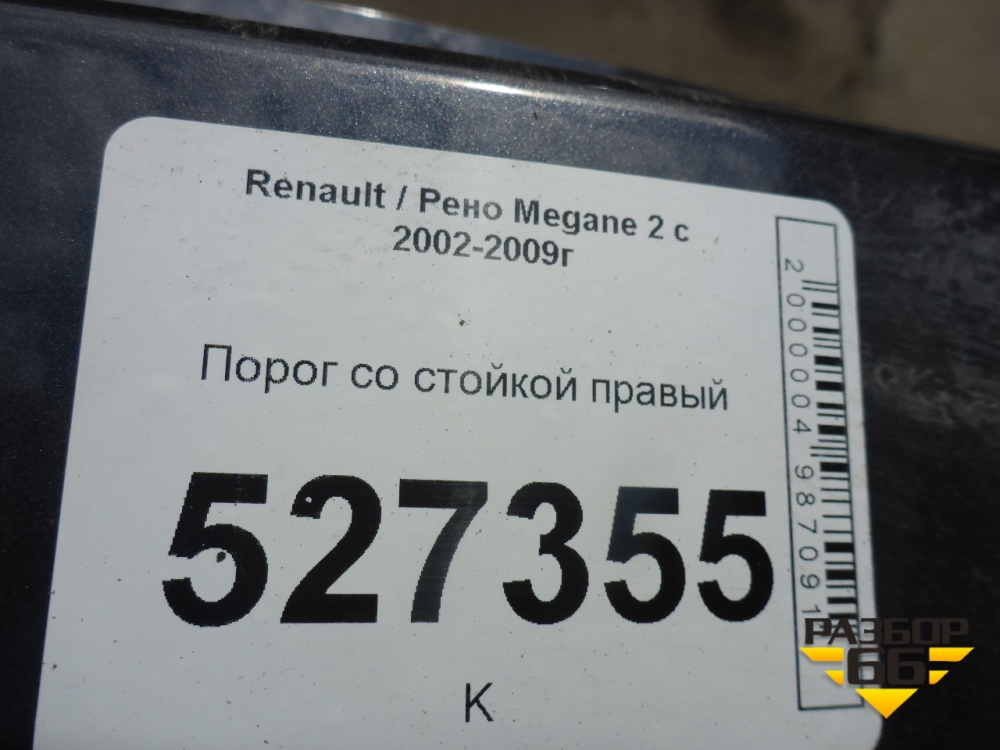 Renault / Рено Megane 2 с
2002-2009г
Порог со стойкой правый
527355
К
2000004987091
РАЗБОР
66